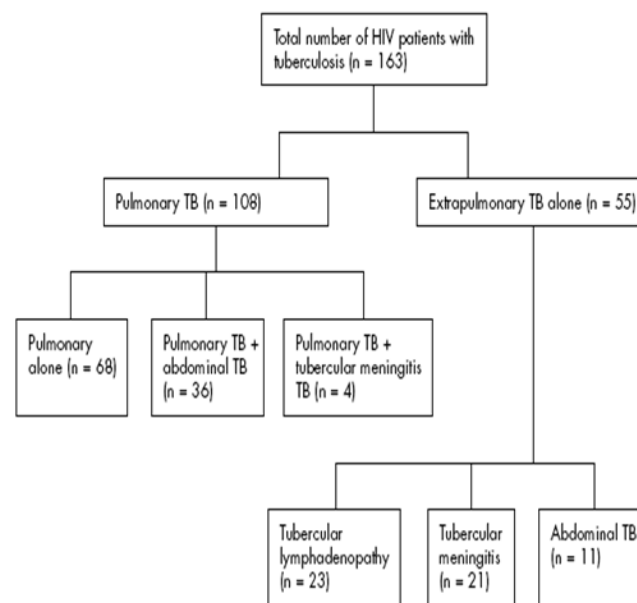 Total number of HIV patients with
tuberculosis (n = 163)
Pulmonary TB (n = 108)
Extrapulmonary TB alone (n = 55)
Pulmonary
alone (n = 68)
Pulmonary TB +
abdominal TB
(n = 36)
Pulmonary TB +
tubercular meningitis
TB (n = 4)
Tubercular
lymphadenopathy
(n = 23)
Tubercular
meningitis
(n = 21)
Abdominal TB
(n = 11)